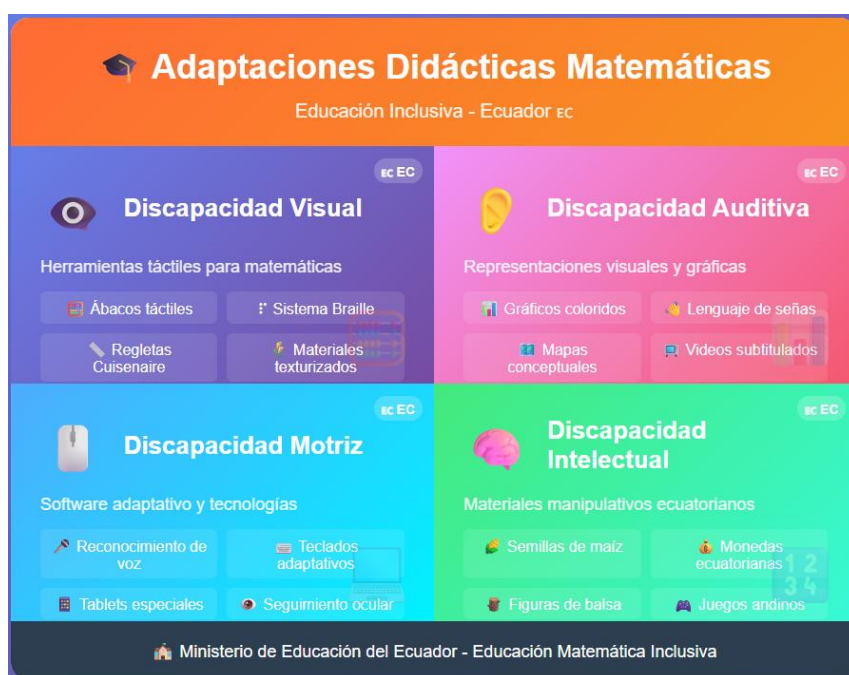 Adaptaciones Didácticas Matemáticas
Educación Inclusiva - Ecuador EC
EC EC
Discapacidad Visual
Herramientas táctiles para matemáticas
Ábacos táctiles
Sistema Braille
Regletas
Cuisenaire
Materiales
texturizados
EC EC
Discapacidad Auditiva
Representaciones visuales y gráficas
Gráficos coloridos
Lenguaje de señas
Mapas
conceptuales
Videos subtitulados
EC EC
Discapacidad Motriz
Software adaptativo y tecnologías
Reconocimiento de
voz
Teclados
adaptativos
Tablets especiales
Seguimiento ocular
EC EC
Discapacidad
Intelectual
Materiales manipulativos ecuatorianos
Semillas de maíz
Monedas
ecuatorianas
Figuras de balsa
Juegos andinos
1 2
3 4
Ministerio de Educación del Ecuador - Educación Matemática Inclusiva